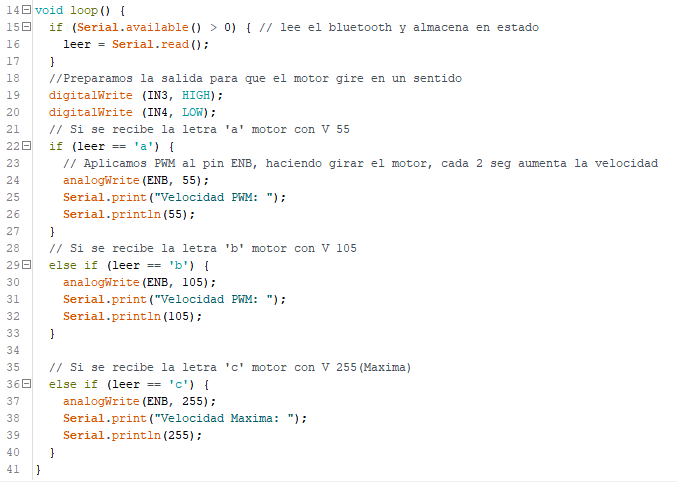 14 void loop() {
15   if (Serial.available() > 0) { // lee el bluetooth y almacena en estado
16     leer = Serial.read();
17   }
18   //Preparamos la salida para que el motor gire en un sentido
19   digitalWrite (IN3, HIGH);
20   digitalWrite (IN4, LOW);
21   // Si se recibe la letra 'a' motor con V 55
22   if (leer == 'a') {
23     // Aplicamos PWM al pin ENB, haciendo girar el motor, cada 2 seg aumenta la velocidad
24     analogWrite(ENB, 55);
25     Serial.print("Velocidad PWM: ");
26     Serial.println(55);
27   }
28   // Si se recibe la letra 'b' motor con V 105
29   else if (leer == 'b') {
30     analogWrite(ENB, 105);
31     Serial.print("Velocidad PWM: ");
32     Serial.println(105);
33   }
34
35   // Si se recibe la letra 'c' motor con V 255(Maxima)
36   else if (leer == 'c') {
37     analogWrite(ENB, 255);
38     Serial.print("Velocidad Maxima: ");
39     Serial.println(255);
40   }
41 }